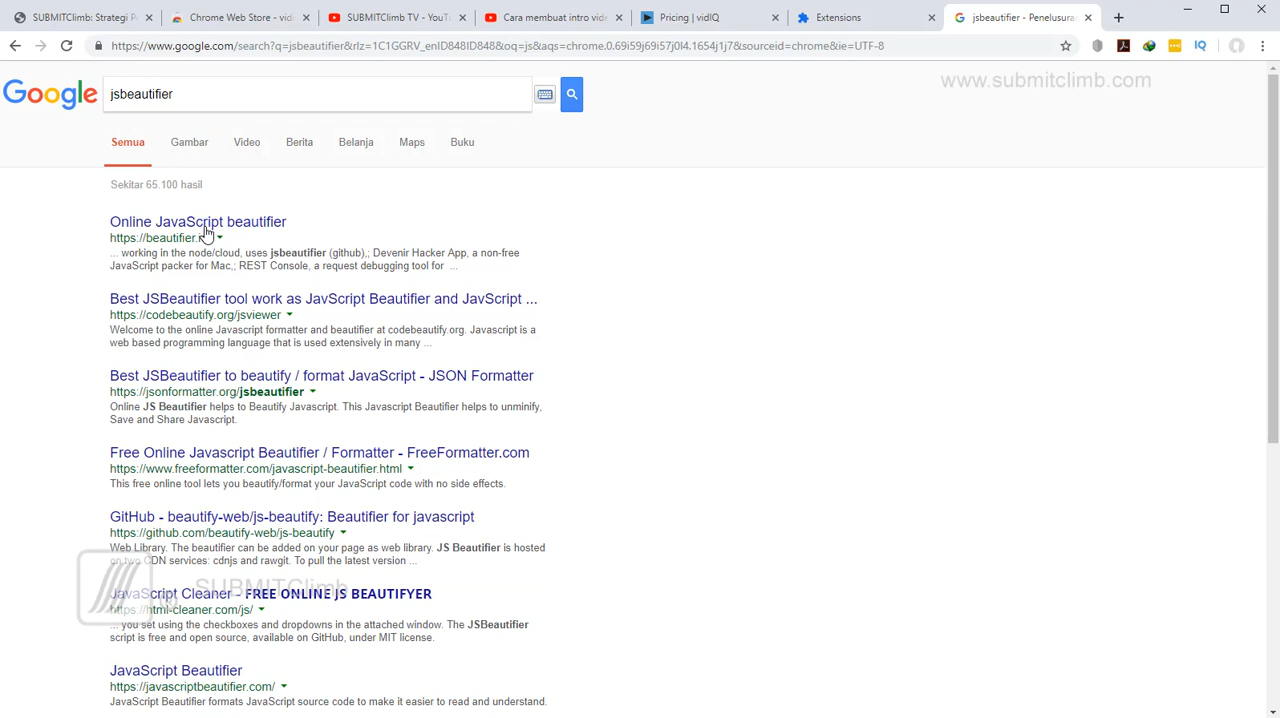 SUBMITClimb: Strategi P
Chrome Web Store - vid
SUBMITClimb TV - YouTu
Cara membuat intro vide
Pricing | vidIQ
Extensions
jsbeautifier - Penelusura
https://www.google.com/search?q=jsbeautifier&rlz=1C1GGRV_enID848ID848&oq=js&aqs=chrome.0.69i59j69i57j0l4.1654j1j7&sourceid=chrome&ie=UTF-8
IQ
www.submitclimb.com
Google
jsbeautifier
Semua Gambar Video Berita Belanja Maps Buku
Sekitar 65.100 hasil
Online JavaScript beautifier
https://beautifier.
... working in the node/cloud, uses jsbeautifier (github),; Devenir Hacker App, a non-free
JavaScript packer for Mac,; REST Console, a request debugging tool for ...
Best JSBeautifier tool work as JavScript Beautifier and JavScript ...
https://codebeautify.org/jsviewer
Welcome to the online Javascript formatter and beautifier at codebeautify.org. Javascript is a
web based programming language that is used extensively in many ...
Best JSBeautifier to beautify / format JavaScript - JSON Formatter
https://jsonformatter.org/jsbeautifier
Online JS Beautifier helps to Beautify Javascript. This Javascript Beautifier helps to unminify,
Save and Share Javascript.
Free Online Javascript Beautifier / Formatter - FreeFormatter.com
https://www.freeformatter.com/javascript-beautifier.html
This free online tool lets you beautify/format your JavaScript code with no side effects.
GitHub - beautify-web/js-beautify: Beautifier for javascript
https://github.com/beautify-web/js-beautify
Web Library. The beautifier can be added on your page as web library. JS Beautifier is hosted
on two CDN services: cdnjs and rawgit. To pull the latest version ...
SUBMITClimb
®
JavaScript Cleaner - FREE ONLINE JS BEAUTIFYER
https://html-cleaner.com/js/
... you set using the checkboxes and dropdowns in the attached window. The JSBeautifier
script is free and open source, available on GitHub, under MIT license.
JavaScript Beautifier
https://javascriptbeautifier.com/
JavaScript Beautifier formats JavaScript source code to make it easier to read and understand.